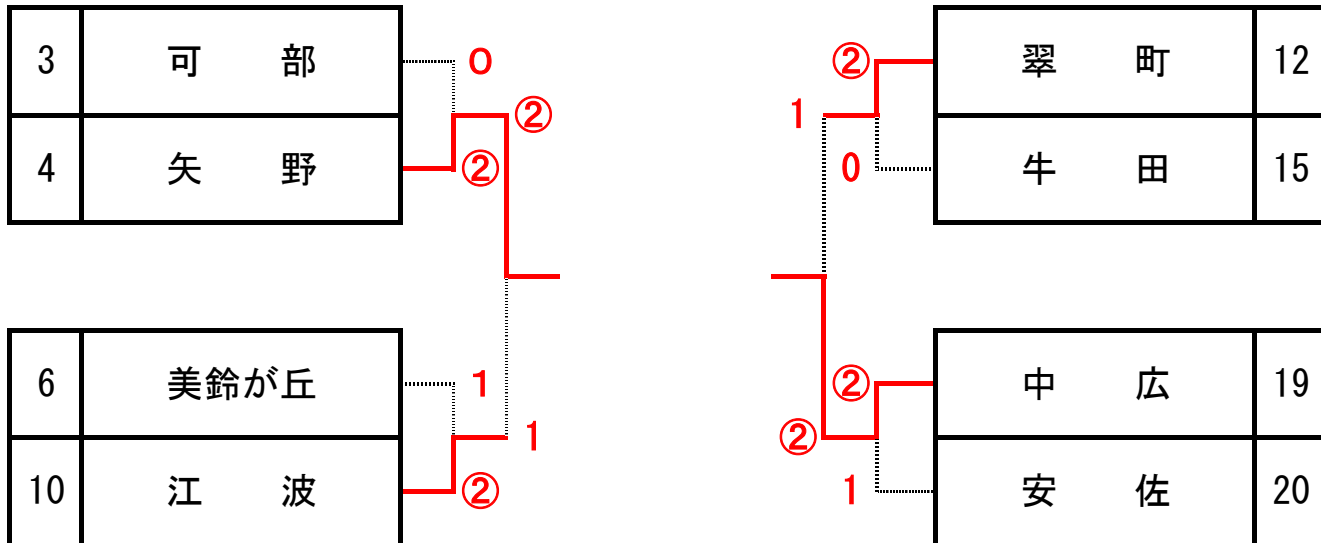 3 可 部 0 ② 翠 町 12
② 1
4 矢 野 ② 0 牛 田 15
6 美鈴が丘 1 ② 中 広 19
1 ②
10 江 波 ② 1 安 佐 20